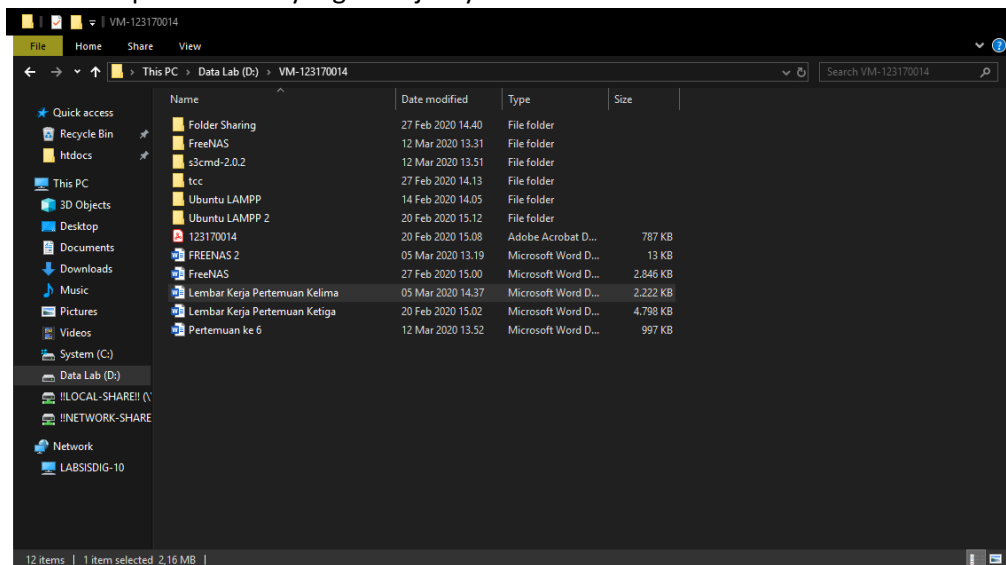 VM-123170014
File Home Share View
This PC > Data Lab (D:) > VM-123170014
Search VM-123170014
Quick access
Recycle Bin
htdocs
This PC
3D Objects
Desktop
Documents
Downloads
Music
Pictures
Videos
System (C:)
Data Lab (D:)
!!LOCAL-SHARE!! (\
!!NETWORK-SHARE
Network
LABSISDIG-10
Name Date modified Type Size
Folder Sharing 27 Feb 2020 14.40 File folder
FreeNAS 12 Mar 2020 13.31 File folder
s3cmd-2.0.2 12 Mar 2020 13.51 File folder
tcc 27 Feb 2020 14.13 File folder
Ubuntu LAMPP 14 Feb 2020 14.05 File folder
Ubuntu LAMPP 2 20 Feb 2020 15.12 File folder
123170014 20 Feb 2020 15.08 Adobe Acrobat D... 787 KB
FREENAS 2 05 Mar 2020 13.19 Microsoft Word D... 13 KB
FreeNAS 27 Feb 2020 15.00 Microsoft Word D... 2.846 KB
Lembar Kerja Pertemuan Kelima 05 Mar 2020 14.37 Microsoft Word D... 2.222 KB
Lembar Kerja Pertemuan Ketiga 20 Feb 2020 15.02 Microsoft Word D... 4.798 KB
Pertemuan ke 6 12 Mar 2020 13.52 Microsoft Word D... 997 KB
12 items | 1 item selected 2,16 MB |